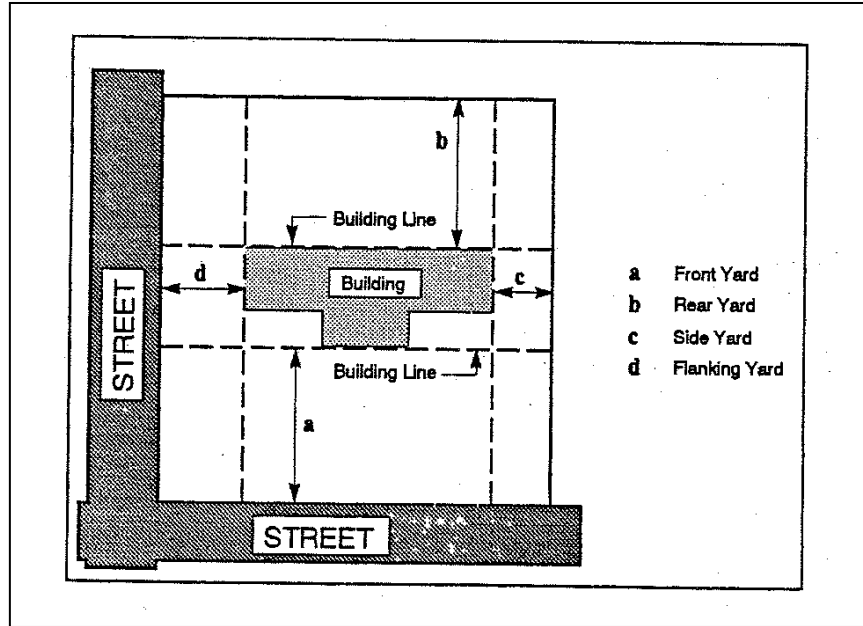 b
Building Line
Building
d
c
STREET
Building Line
a
STREET
a Front Yard
b Rear Yard
c Side Yard
d Flanking Yard